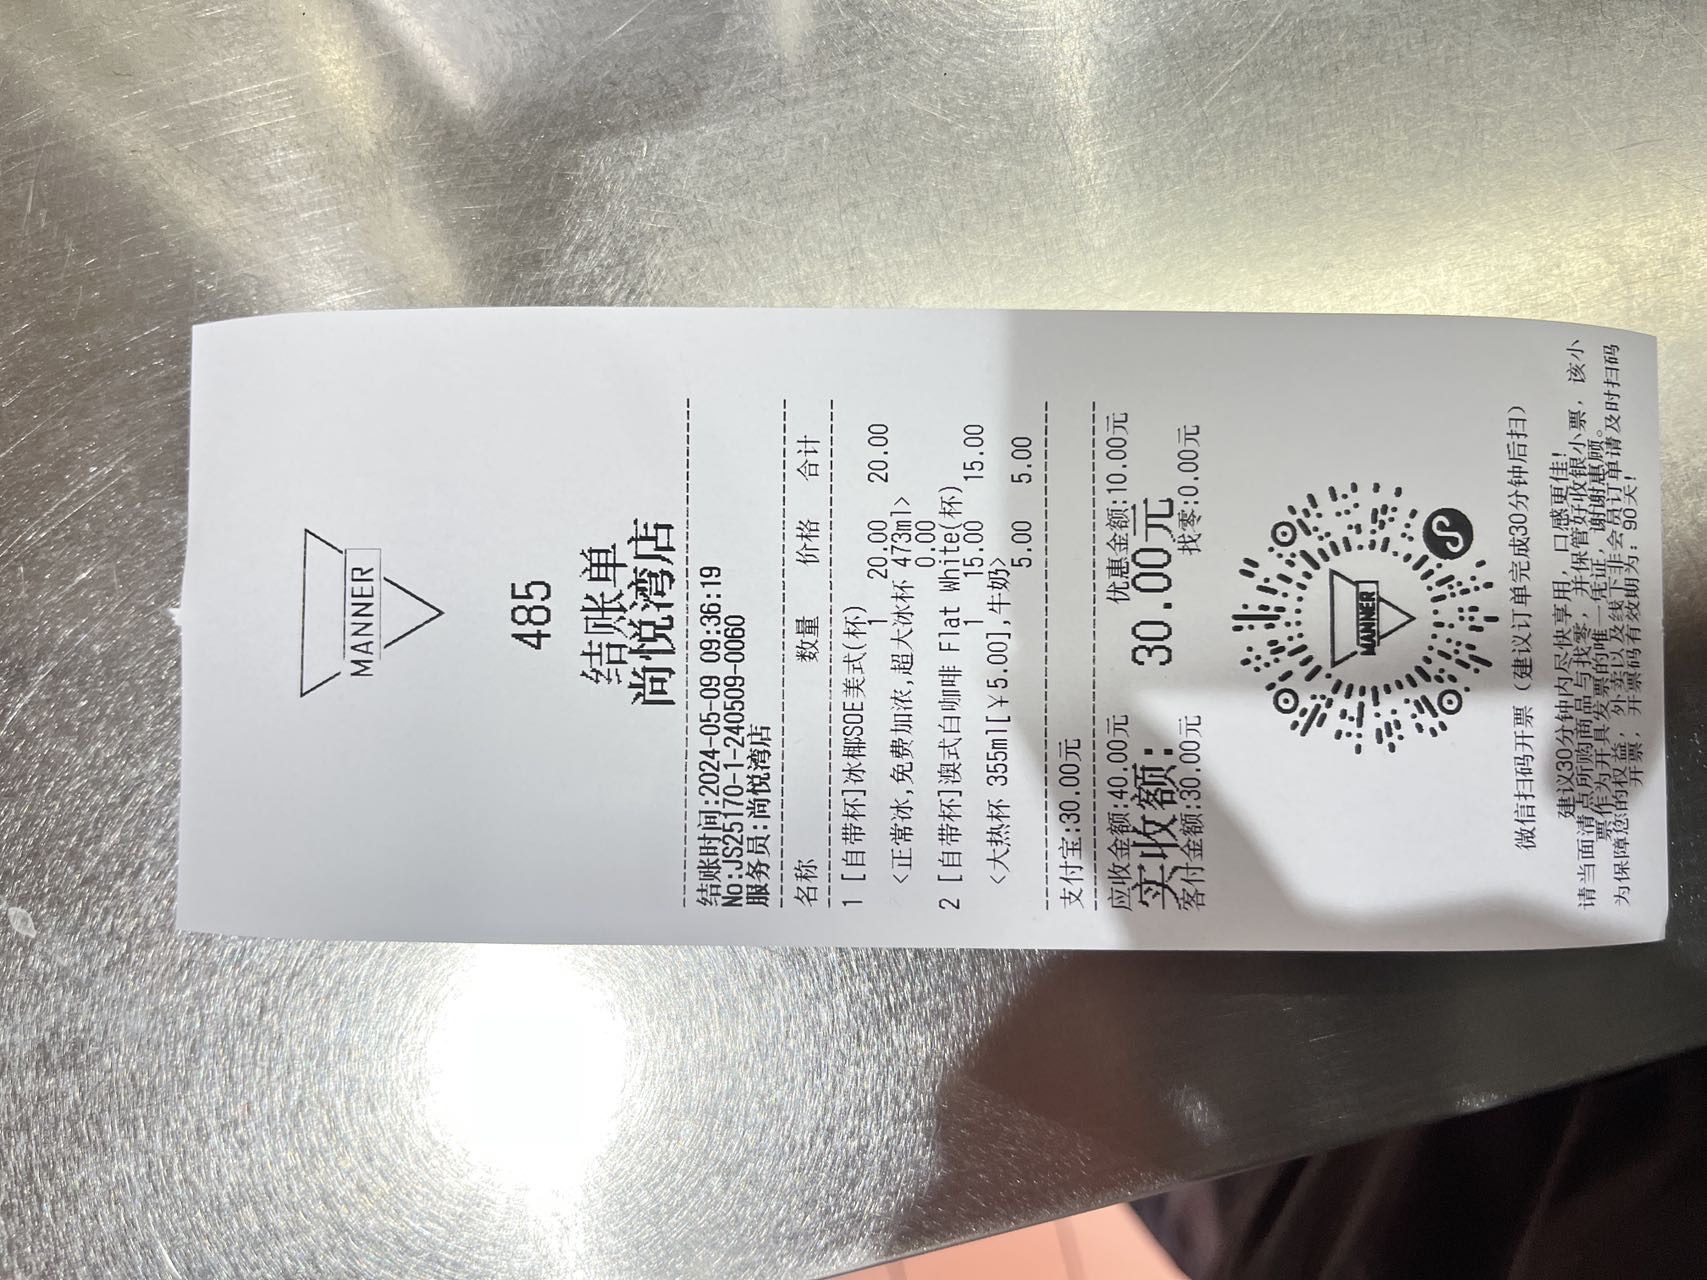 MANNER
485
结账单
尚悦湾店
结账时间:2024-05-09 09:36:19
NO:JS25170-1-240509-0060
服务员:尚悦湾店
名称 数量 价格 合计
1 [自带杯]冰椰SOE美式(杯)
1 20.00 20.00
<正常冰,免费加浓,超大冰杯 473ml>
0.00
2 [自带杯]澳式白咖啡 Flat White(杯)
1 15.00 15.00
<大热杯 355ml[￥5.00],牛奶>
5.00 5.00
支付宝:30.00元
应收金额:40.00元 优惠金额:10.00元
实收额: 30.00元
客付金额:30.00元 找零:0.00元
MANNER
微信扫码开票（建议订单完成30分钟后扫）
建议30分钟内尽快享用，口感更佳！
请当面清点所购商品与找零，并保管好收银小票，该小
票作为开具发票的唯一凭证，谢谢惠顾。
为保障您的权益，外卖以及线下非会员订单请及时扫码
开票，开票码有效期为：90天！